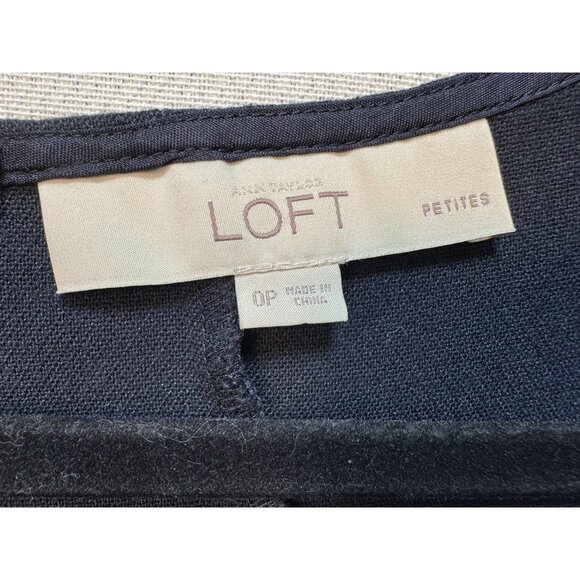 ANN TAYLOR
LOFT
PETITES
0P
MADE IN
CHINA